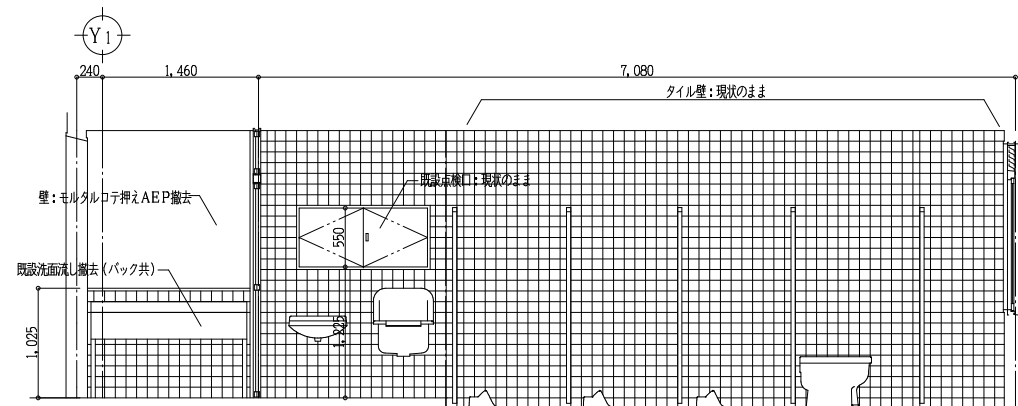 Y1
240
1,460
7,080
タイル壁:現状のまま
既設点検口:現状のまま
壁:モルタルコテ押えAEP撤去
550
既設洗面流し撤去(バック共)
1,025
1,225